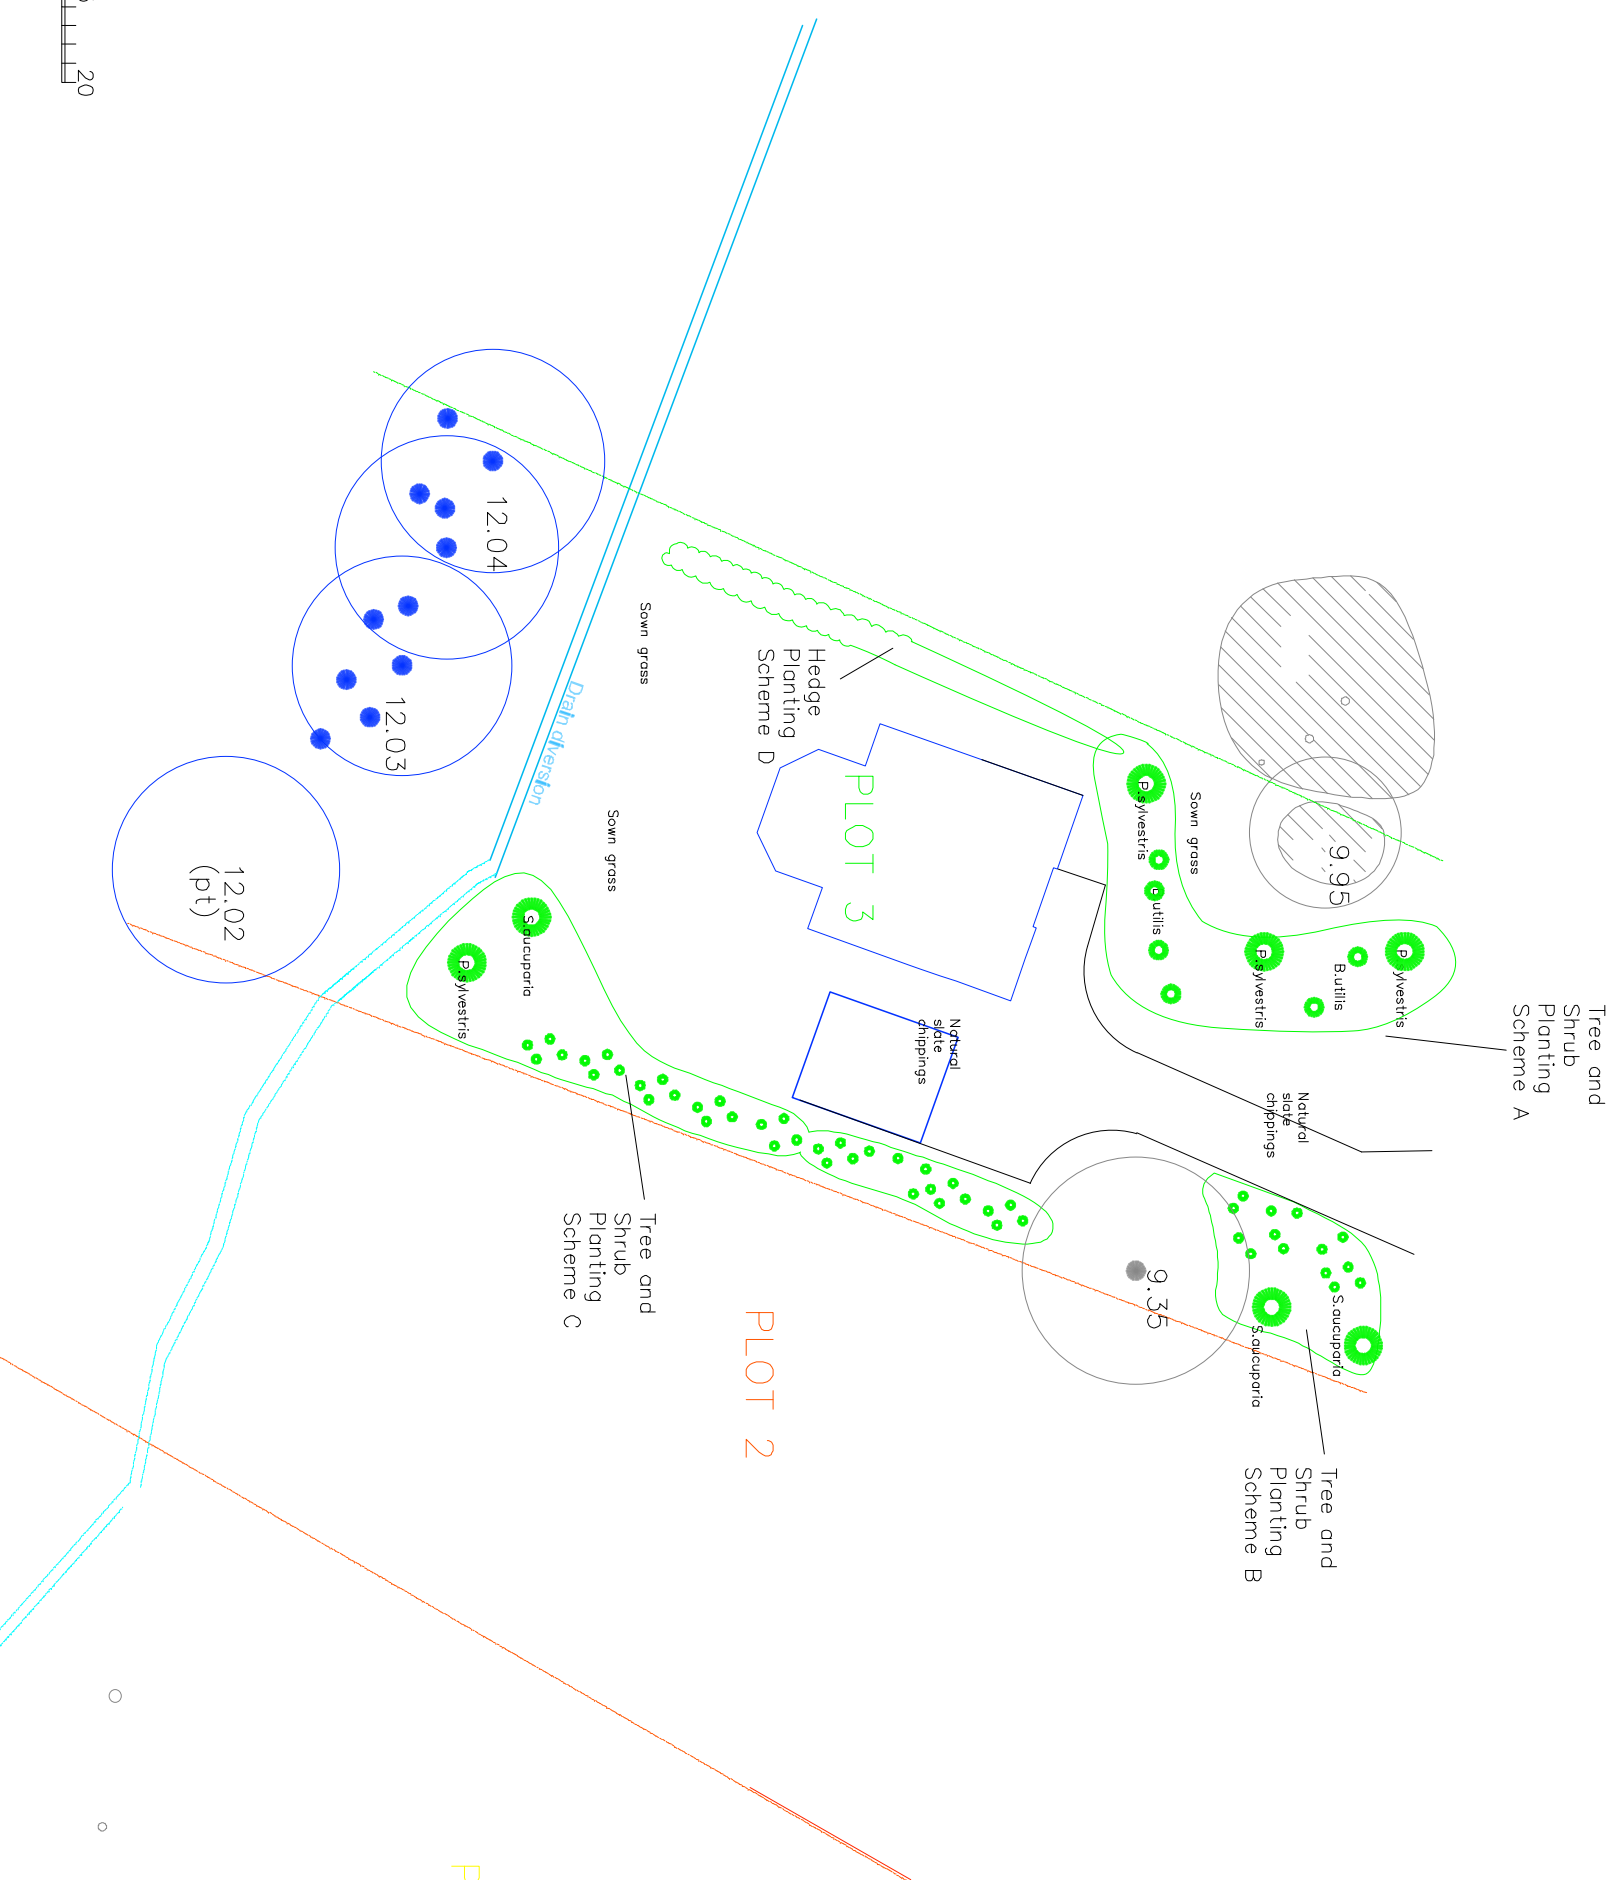 20
12.04
12.03
12.02
(pt)
Drain diversion
Sown grass
Sown grass
Hedge
Planting
Scheme D
PLOT 3
P.sylvestris
Sown grass
utilis
P.sylvestris
B.utilis
P. sylvestris
9.95
Tree and
Shrub
Planting
Scheme A
S.aucuparia
P.sylvestris
Natural
slate
chippings
Natural
slate
chippings
Tree and
Shrub
Planting
Scheme C
9.35
S.aucuparia
S.aucuparia
PLOT 2
Tree and
Shrub
Planting
Scheme B